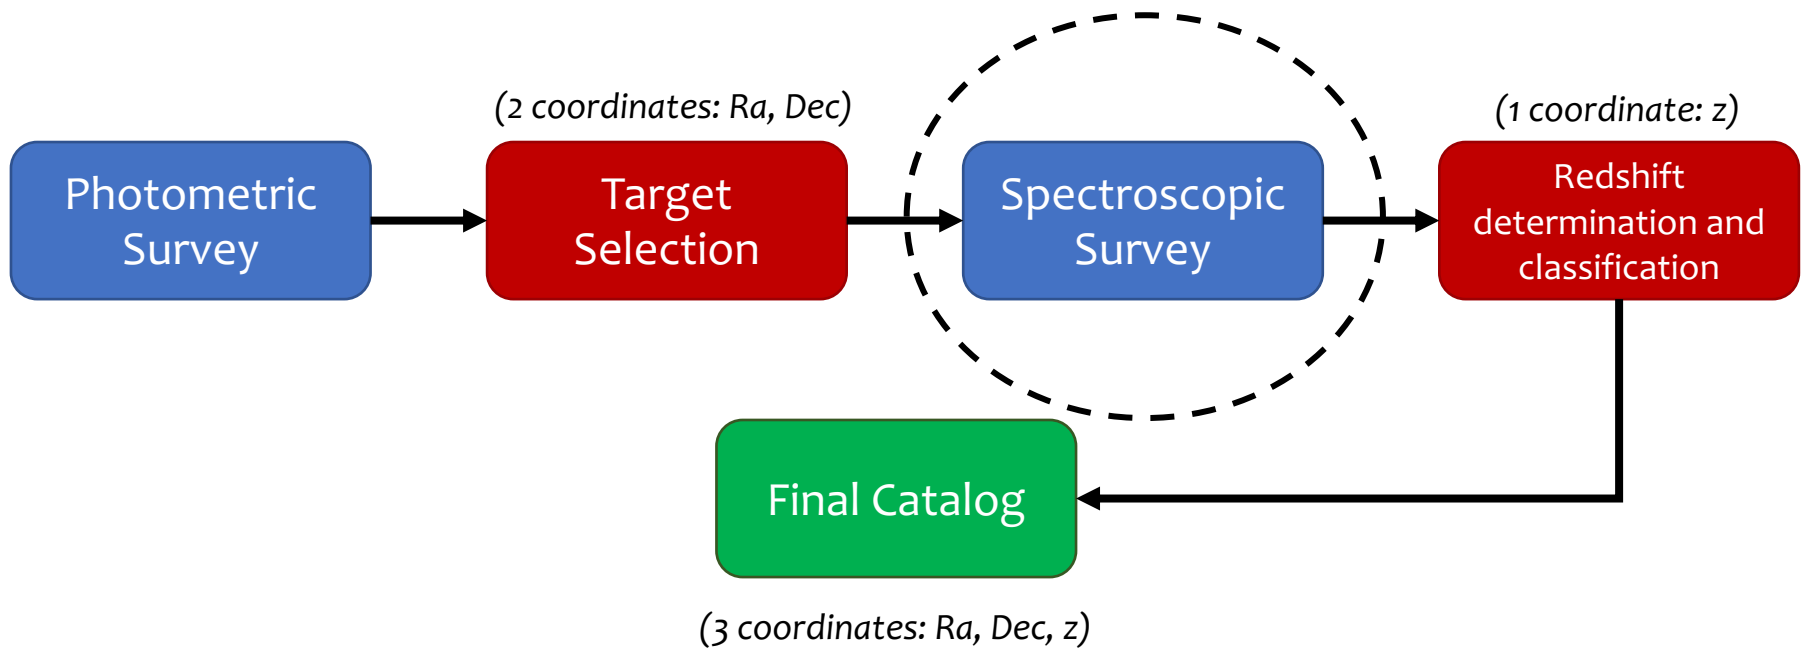 (2 coordinates: Ra, Dec)
(1 coordinate: z)
Photometric
Survey
Target
Selection
Spectroscopic
Survey
Redshift
determination and
classification
Final Catalog
(3 coordinates: Ra, Dec, z)